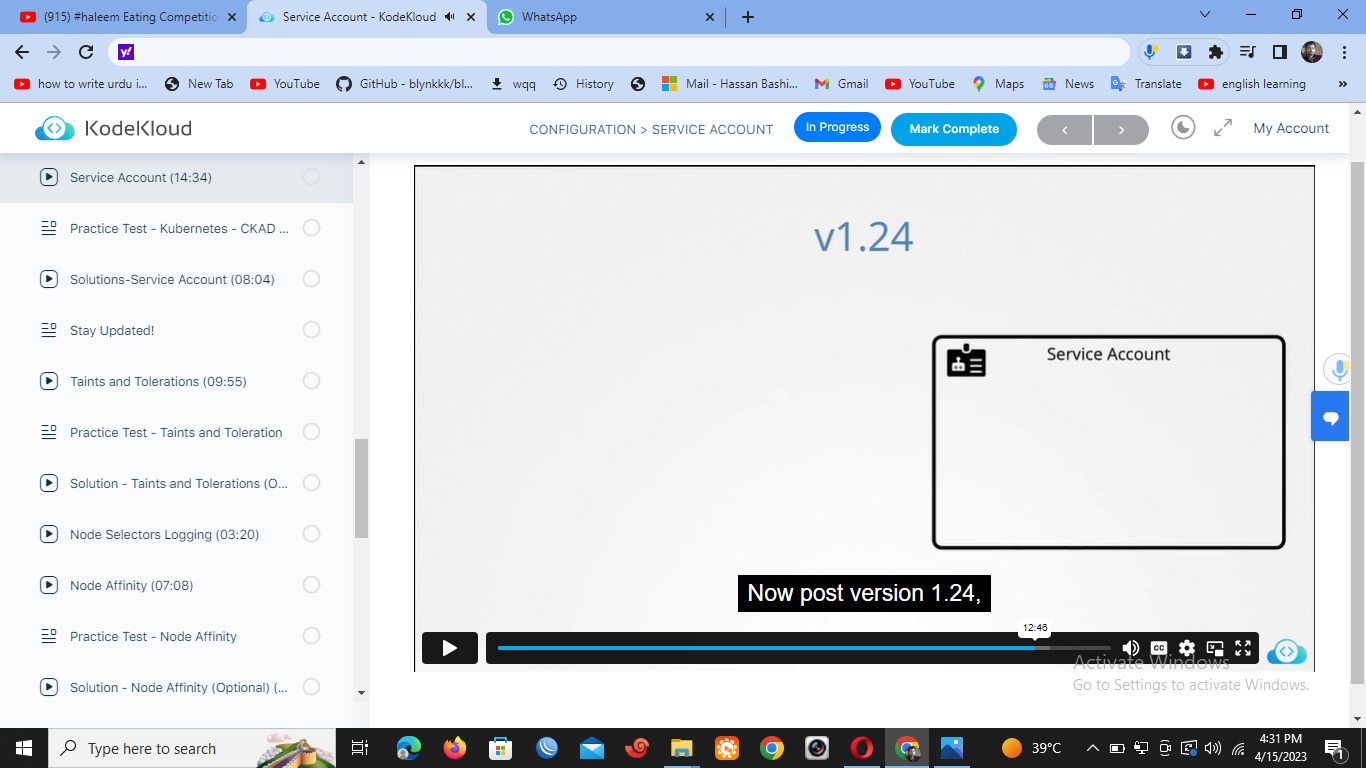 (915) #haleem Eating Competitio
Service Account - KodeKloud
WhatsApp
y!
how to write urdu i...
New Tab
YouTube
GitHub - blynkkk/bl...
wqq
History
Mail - Hassan Bashi...
Gmail
YouTube
Maps
News
Translate
english learning
»
KodeKloud
CONFIGURATION > SERVICE ACCOUNT
In Progress
Mark Complete
My Account
Service Account (14:34)
Practice Test - Kubernetes - CKAD ...
Solutions-Service Account (08:04)
Stay Updated!
Taints and Tolerations (09:55)
Practice Test - Taints and Toleration
Solution - Taints and Tolerations (O...
Node Selectors Logging (03:20)
Node Affinity (07:08)
Practice Test - Node Affinity
Solution - Node Affinity (Optional) (...
v1.24
Service Account
Now post version 1.24,
12:46
CC
Activate Windows
Go to Settings to activate Windows.
Type here to search
39°C
4:31 PM
4/15/2023
1